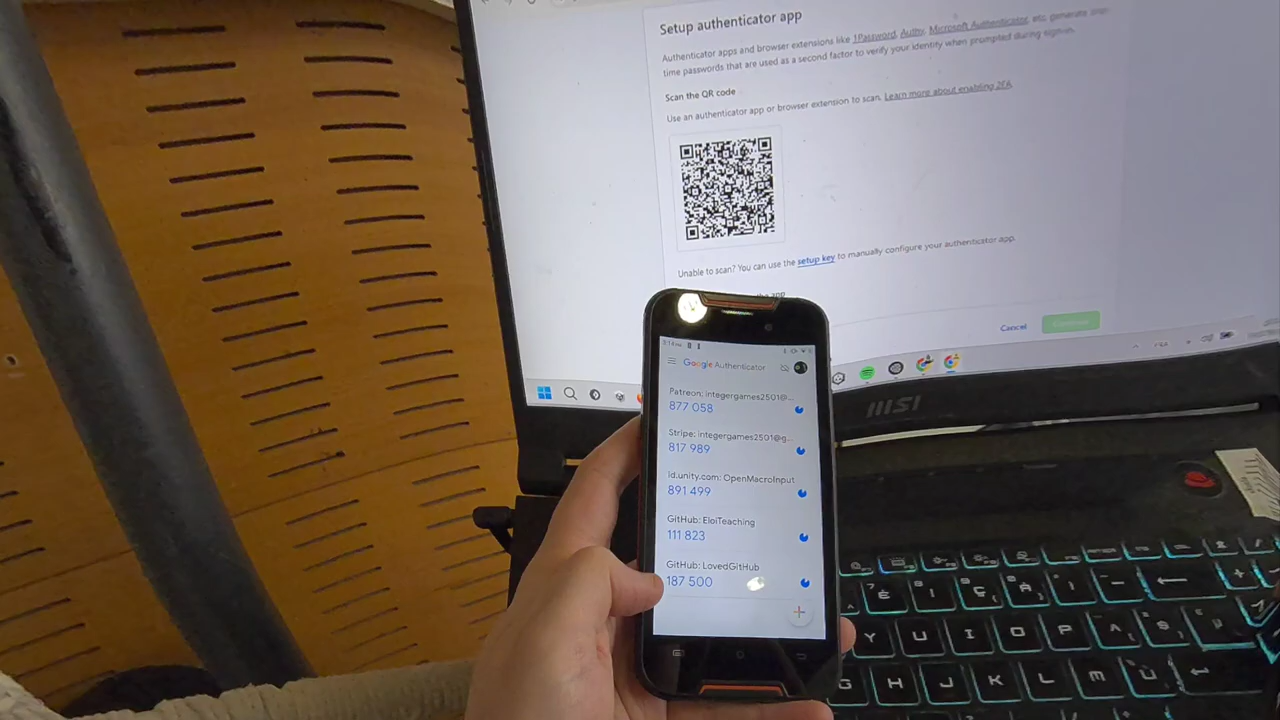 Setup authenticator app
Authenticator apps and browser extensions like 1Password, Authy, Microsoft Authenticator, etc. generate one-
time passwords that are used as a second factor to verify your identity when prompted during sign-in.
Scan the QR code
Use an authenticator app or browser extension to scan. Learn more about enabling 2FA.
Unable to scan? You can use the setup key to manually configure your authenticator app.
the app
Cancel
Continue
msi
Google Authenticator
Patreon: integergames2501@...
877 058
Stripe: integergames2501@g...
817 989
id.unity.com: OpenMacroInput
891 499
GitHub: EloiTeaching
111 823
GitHub: LovedGitHub
187 500
+
Y U I O P
G H J K L M Ù